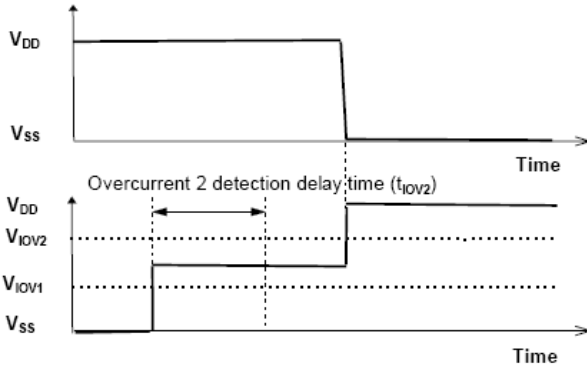 VDD
VSS
Time
Overcurrent 2 detection delay time (tIOV2)
VDD
VIOV2
VIOV1
VSS
Time